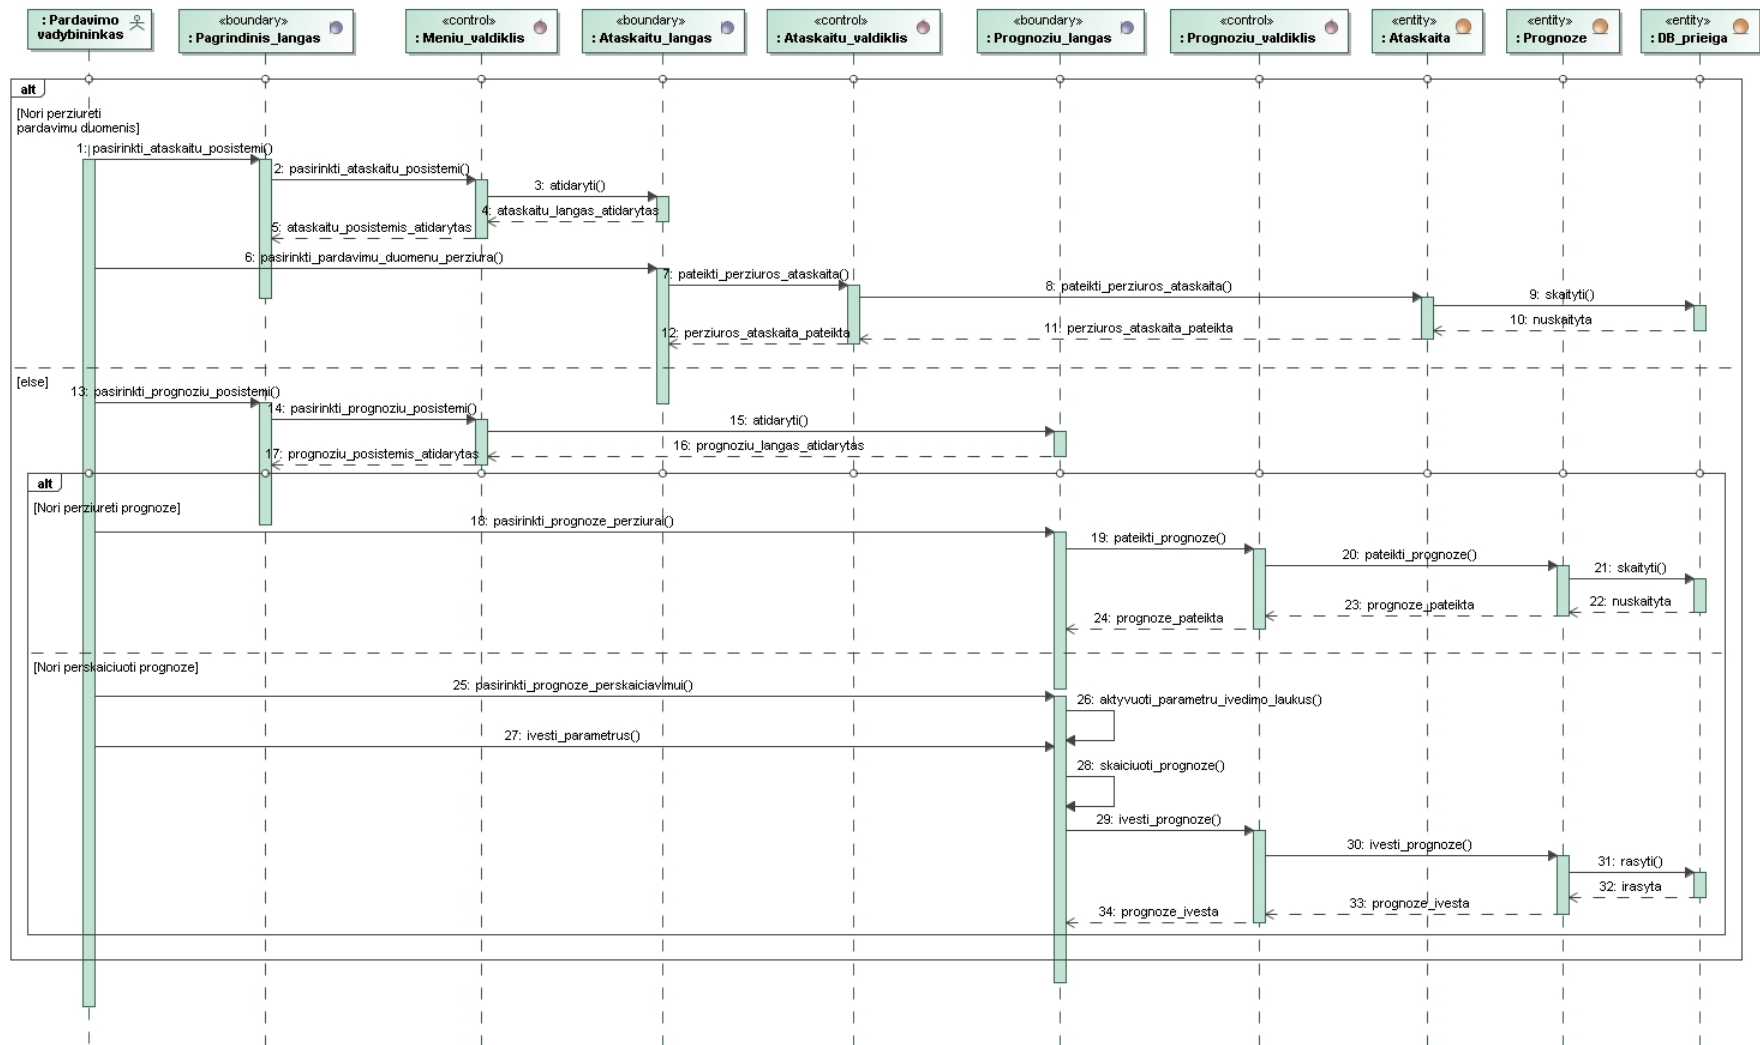 : Pardavimo
vadybininkas
«boundary»
: Pagrindinis_langas
«control»
: Meniu_valdiklis
«boundary»
: Ataskaitu_langas
«control»
: Ataskaitu_valdiklis
«boundary»
: Prognoziu_langas
«control»
: Prognoziu_valdiklis
«entity»
: Ataskaita
«entity»
: Prognoze
«entity»
: DB_prieiga
alt
[Nori perziureti
pardavimu duomenis]
1: pasirinkti_ataskaitu_posistemi()
2: pasirinkti_ataskaitu_posistemi()
3: atidaryti()
4: ataskaitu_langas_atidarytas
5: ataskaitu_posistemis_atidarytas
6: pasirinkti_pardavimu_duomenu_perziura()
7: pateikti_perziuros_ataskaita()
8: pateikti_perziuros_ataskaita()
9: skaityti()
10: nuskaityta
11: perziuros_ataskaita_pateikta
12: perziuros_ataskaita_pateikta
[else]
13: pasirinkti_prognoziu_posistemi()
14: pasirinkti_prognoziu_posistemi()
15: atidaryti()
16: prognoziu_langas_atidarytas
17: prognoziu_posistemis_atidarytas
alt
[Nori perziureti prognoze]
18: pasirinkti_prognoze_perziurai()
19: pateikti_prognoze()
20: pateikti_prognoze()
21: skaityti()
22: nuskaityta
23: prognoze_pateikta
24: prognoze_pateikta
[Nori perskaiciuoti prognoze]
25: pasirinkti_prognoze_perskaiciavimui()
26: aktyvuoti_parametru_ivedimo_laukus()
27: ivesti_parametrus()
28: skaiciuoti_prognoze()
29: ivesti_prognoze()
30: ivesti_prognoze()
31: rasyti()
32: irasyta
33: prognoze_ivesta
34: prognoze_ivesta